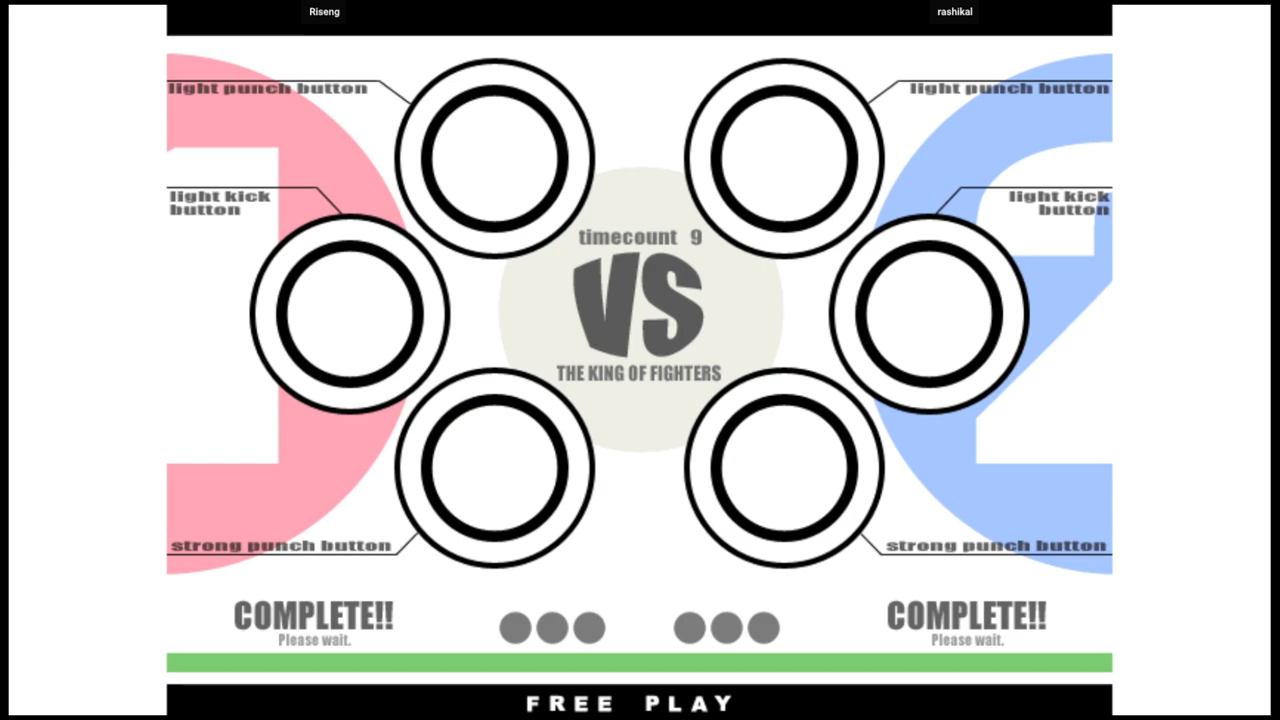 Riseng
rashikal
light punch button
light punch button
light kick
button
light kick
button
timecount 9
VS
THE KING OF FIGHTERS
strong punch button
strong punch button
COMPLETE!!
Please wait.
COMPLETE!!
Please wait.
FREE PLAY